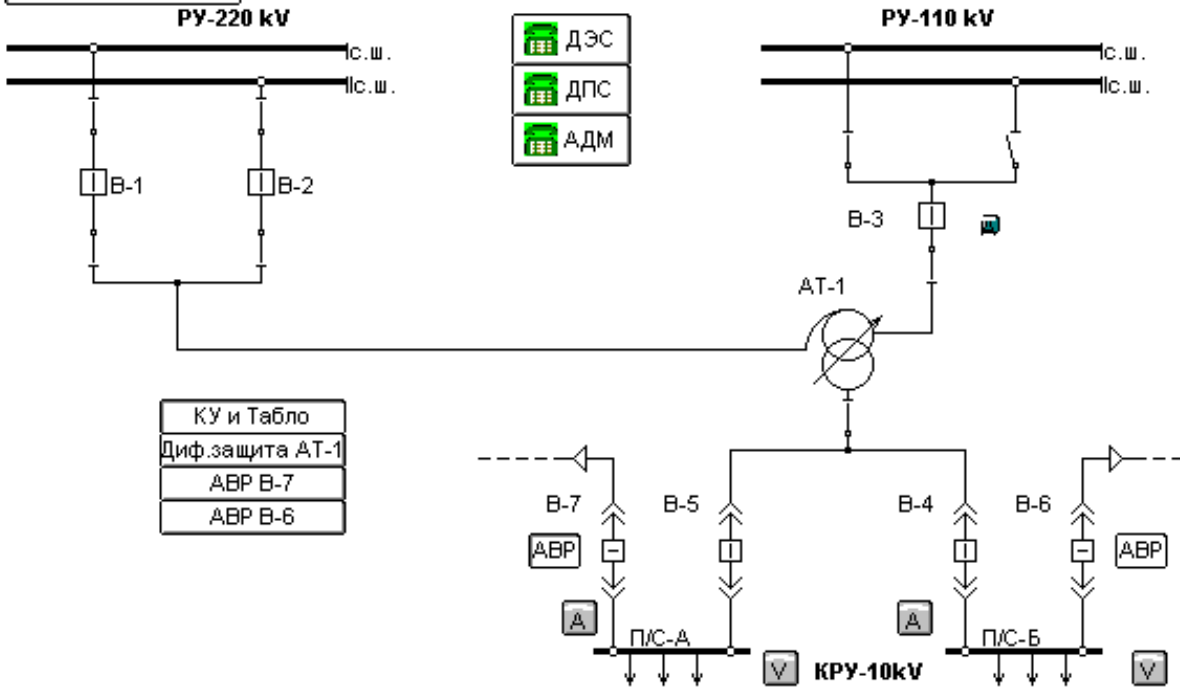 РУ-220 kV
РУ-110 kV
Iс.ш.
IIс.ш.
ДЭС
ДПС
АДМ
Iс.ш.
IIс.ш.
В-1
В-2
В-3
АТ-1
КУ и Табло
Диф.защита АТ-1
АВР В-7
АВР В-6
В-7
В-5
В-4
В-6
АВР
АВР
A
A
П/С-А
П/С-Б
V
КРУ-10kV
V